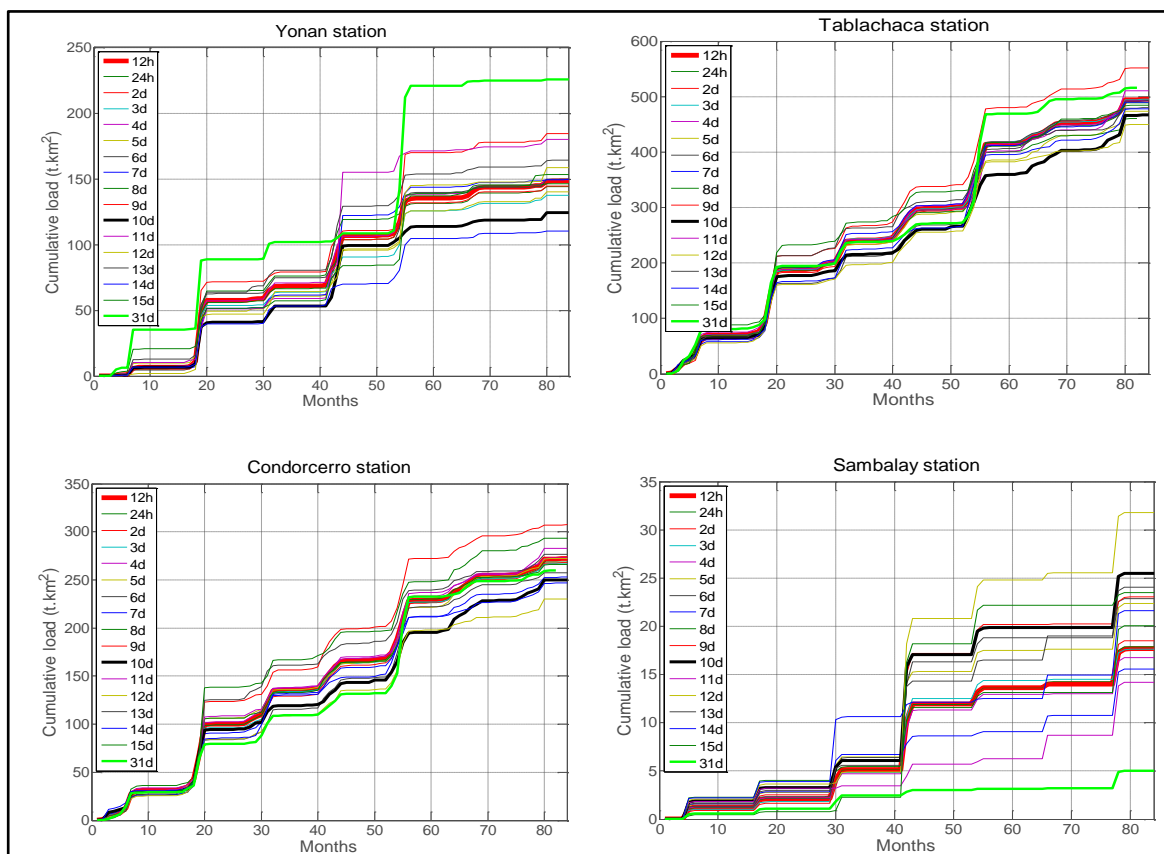 Yonan station
Cumulative load (t.km²)
250
200
150
100
50
0
12h
24h
2d
3d
4d
5d
6d
7d
8d
9d
10d
11d
12d
13d
14d
15d
31d
0 10 20 30 40 50 60 70 80
Months
Tablachaca station
Cumulative load (t.km²)
600
500
400
300
200
100
0
12h
24h
2d
3d
4d
5d
6d
7d
8d
9d
10d
11d
12d
13d
14d
15d
31d
0 10 20 30 40 50 60 70 80
Months
Condorcerro station
Cumulative load (t.km²)
350
300
250
200
150
100
50
0
12h
24h
2d
3d
4d
5d
6d
7d
8d
9d
10d
11d
12d
13d
14d
15d
31d
0 10 20 30 40 50 60 70 80
Months
Sambalay station
Cumulative load (t.km²)
35
30
25
20
15
10
5
0
12h
24h
2d
3d
4d
5d
6d
7d
8d
9d
10d
11d
12d
13d
14d
15d
31d
0 10 20 30 40 50 60 70 80
Months